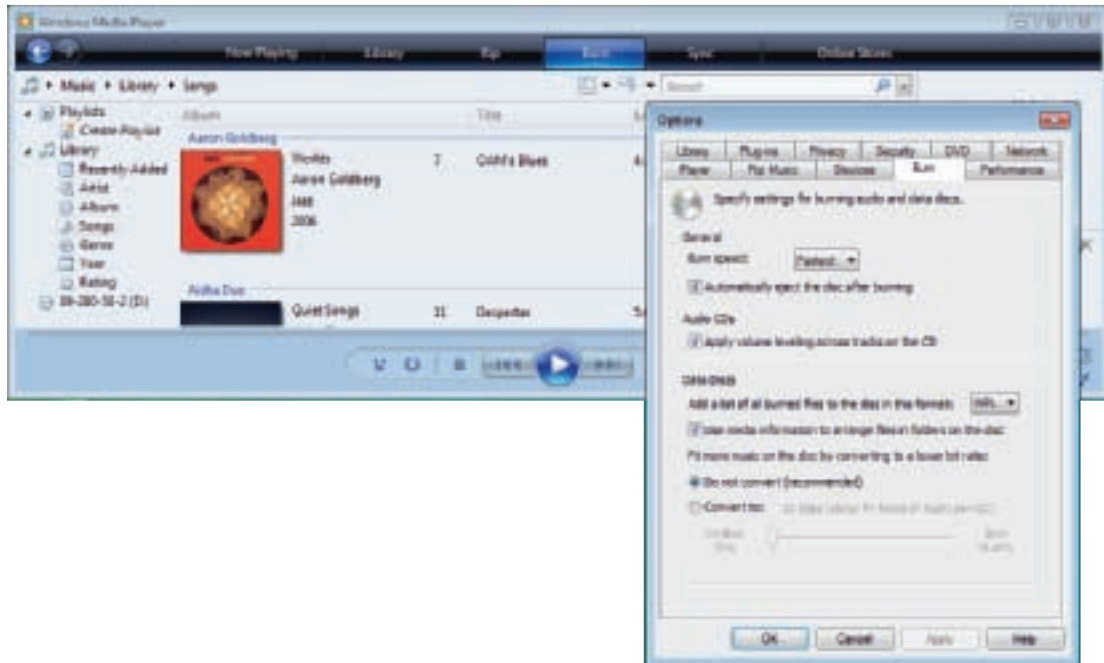 Windows Media Player
Now Playing Library Rip Burn Sync Online Stores
Music Library Songs Search
Playlists
Create Playlist
Library
Recently Added
Artist
Album
Songs
Genre
Year
Rating
Album Title
Aaron Goldberg
Worlds 7 OAM's Blues
Aaron Goldberg
Jazz
2006
Aisha Duo
Quiet Songs 11 Despertar
Options
Library Plug-ins Privacy Security DVD Network
Player Rip Music Devices Burn Performance
Specify settings for burning audio and data discs.
General
Burn speed: Fastest
Automatically eject the disc after burning
Audio CDs
Apply volume leveling across tracks on the CD
Data discs
Add a list of all burned files to the disc in this format: WPL
Use media information to arrange files in folders on the disc
Fit more music on the disc by converting to a lower bit rate:
Do not convert (recommended)
Convert to:
OK Cancel Apply Help